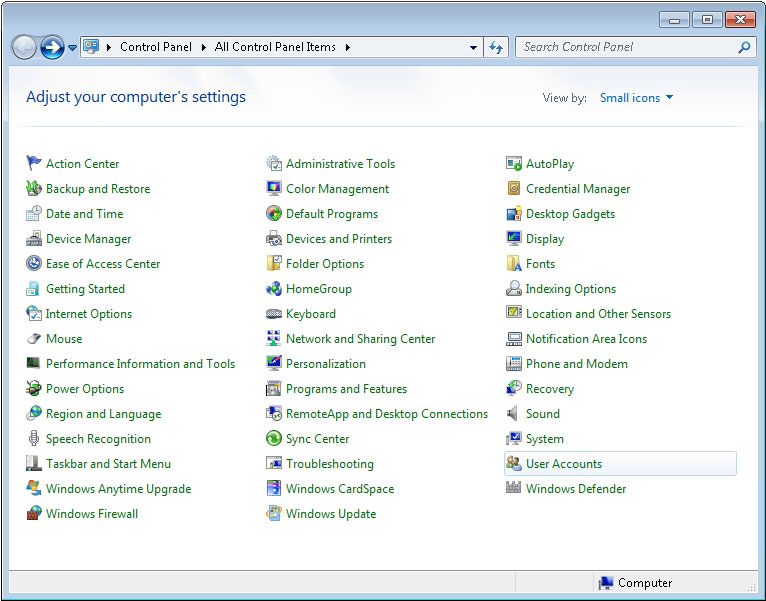 Control Panel All Control Panel Items Search Control Panel
Adjust your computer's settings View by: Small icons
Action Center Administrative Tools AutoPlay
Backup and Restore Color Management Credential Manager
Date and Time Default Programs Desktop Gadgets
Device Manager Devices and Printers Display
Ease of Access Center Folder Options Fonts
Getting Started HomeGroup Indexing Options
Internet Options Keyboard Location and Other Sensors
Mouse Network and Sharing Center Notification Area Icons
Performance Information and Tools Personalization Phone and Modem
Power Options Programs and Features Recovery
Region and Language RemoteApp and Desktop Connections Sound
Speech Recognition Sync Center System
Taskbar and Start Menu Troubleshooting User Accounts
Windows Anytime Upgrade Windows CardSpace Windows Defender
Windows Firewall Windows Update
Computer